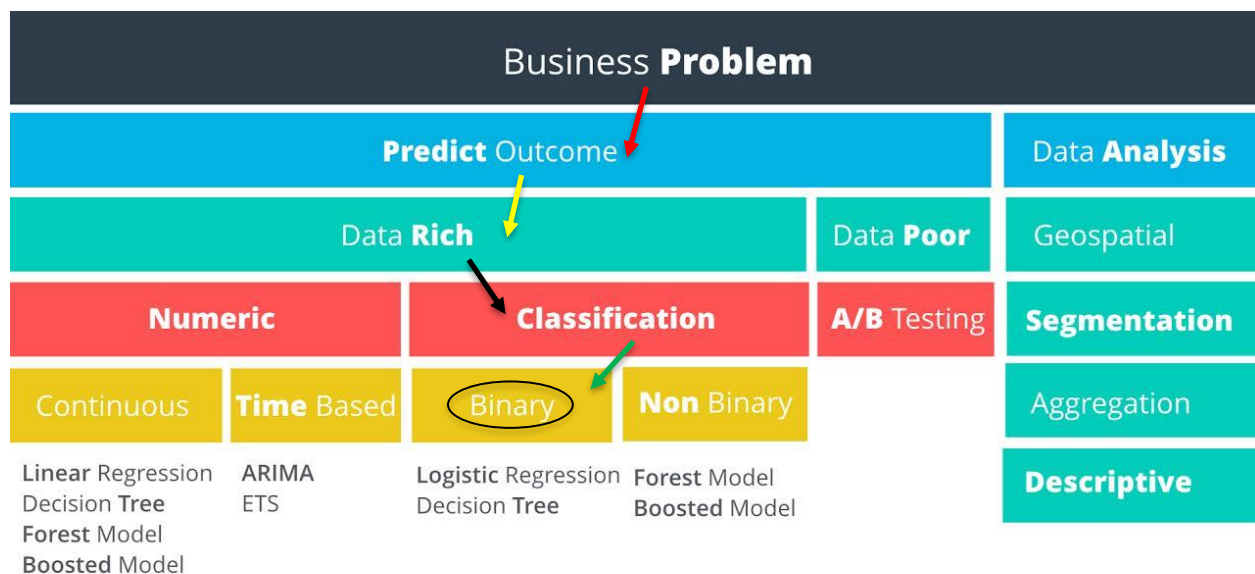 Business Problem
Predict Outcome
Data Analysis
Data Rich
Data Poor
Geospatial
Numeric
Classification
A/B Testing
Segmentation
Continuous
Time Based
Binary
Non Binary
Aggregation
Linear Regression
Decision Tree
Forest Model
Boosted Model
ARIMA
ETS
Logistic Regression
Decision Tree
Forest Model
Boosted Model
Descriptive